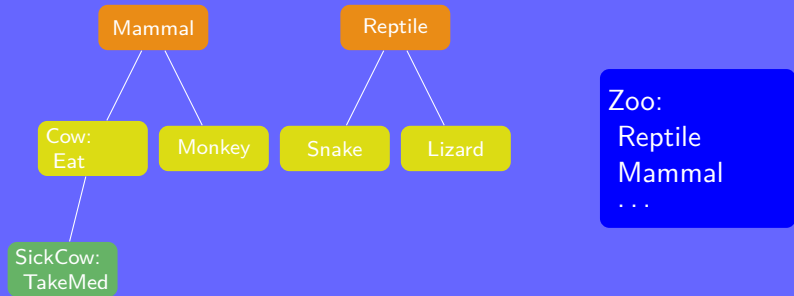 Mammal
Reptile
Cow:
Eat
Monkey
Snake
Lizard
SickCow:
TakeMed
Zoo:
Reptile
Mammal
...